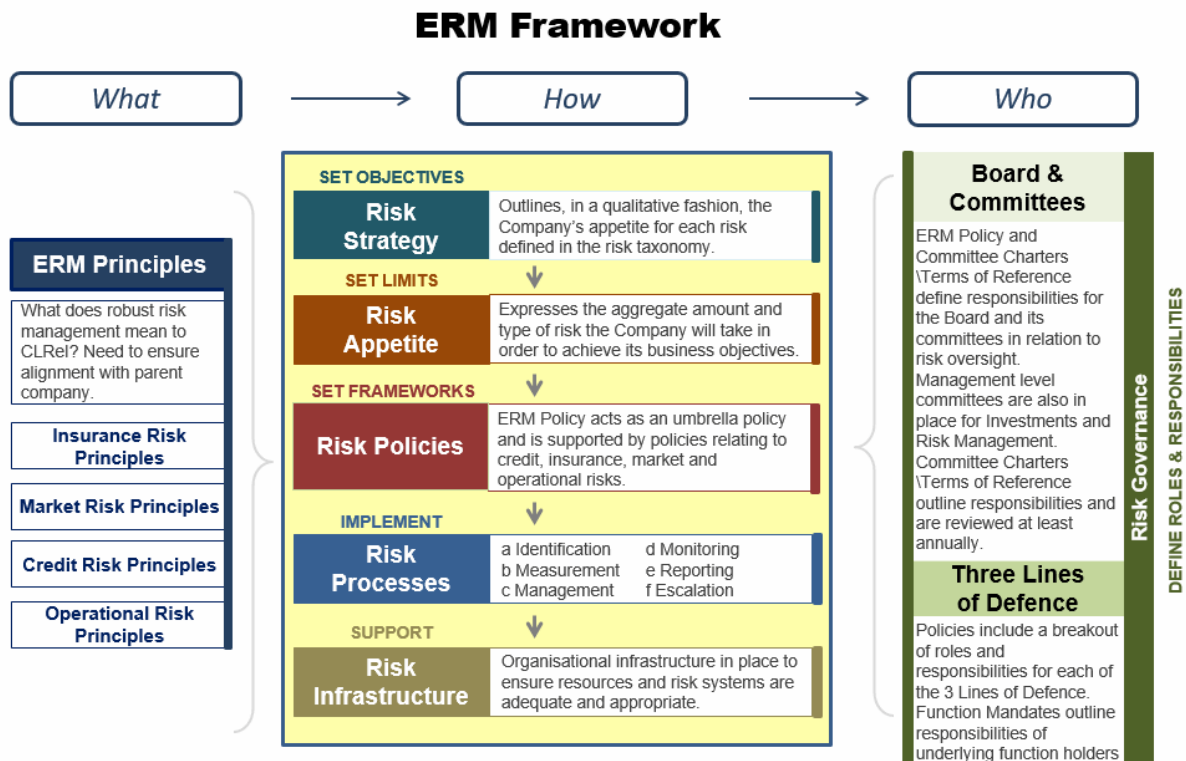 ERM Framework
What
How
Who
ERM Principles
What does robust risk
management mean to
CLReI? Need to ensure
alignment with parent
company.
Insurance Risk
Principles
Market Risk Principles
Credit Risk Principles
Operational Risk
Principles
SET OBJECTIVES
Risk
Strategy
Outlines, in a qualitative fashion, the
Company's appetite for each risk
defined in the risk taxonomy.
SET LIMITS
Risk
Appetite
Expresses the aggregate amount and
type of risk the Company will take in
order to achieve its business objectives.
SET FRAMEWORKS
Risk Policies
ERM Policy acts as an umbrella policy
and is supported by policies relating to
credit, insurance, market and
operational risks.
IMPLEMENT
Risk
Processes
a Identification d Monitoring
b Measurement e Reporting
c Management f Escalation
SUPPORT
Risk
Infrastructure
Organisational infrastructure in place to
ensure resources and risk systems are
adequate and appropriate.
Board &
Committees
ERM Policy and
Committee Charters
\Terms of Reference
define responsibilities for
the Board and its
committees in relation to
risk oversight.
Management level
committees are also in
place for Investments and
Risk Management.
Committee Charters
\Terms of Reference
outline responsibilities and
are reviewed at least
annually.
Three Lines
of Defence
Policies include a breakout
of roles and
responsibilities for each of
the 3 Lines of Defence.
Function Mandates outline
responsibilities of
underlying function holders
Risk Governance
DEFINE ROLES & RESPONSIBILITIES